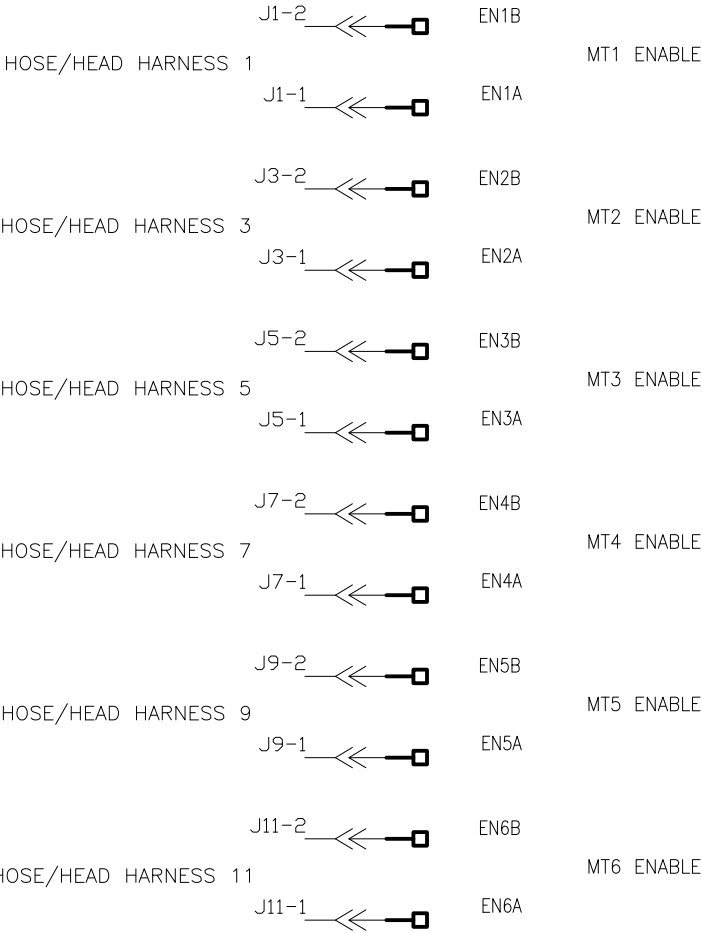 J1-2 EN1B
HOSE/HEAD HARNESS 1 MT1 ENABLE
J1-1 EN1A
J3-2 EN2B
HOSE/HEAD HARNESS 3 MT2 ENABLE
J3-1 EN2A
J5-2 EN3B
HOSE/HEAD HARNESS 5 MT3 ENABLE
J5-1 EN3A
J7-2 EN4B
HOSE/HEAD HARNESS 7 MT4 ENABLE
J7-1 EN4A
J9-2 EN5B
HOSE/HEAD HARNESS 9 MT5 ENABLE
J9-1 EN5A
J11-2 EN6B
HOSE/HEAD HARNESS 11 MT6 ENABLE
J11-1 EN6A